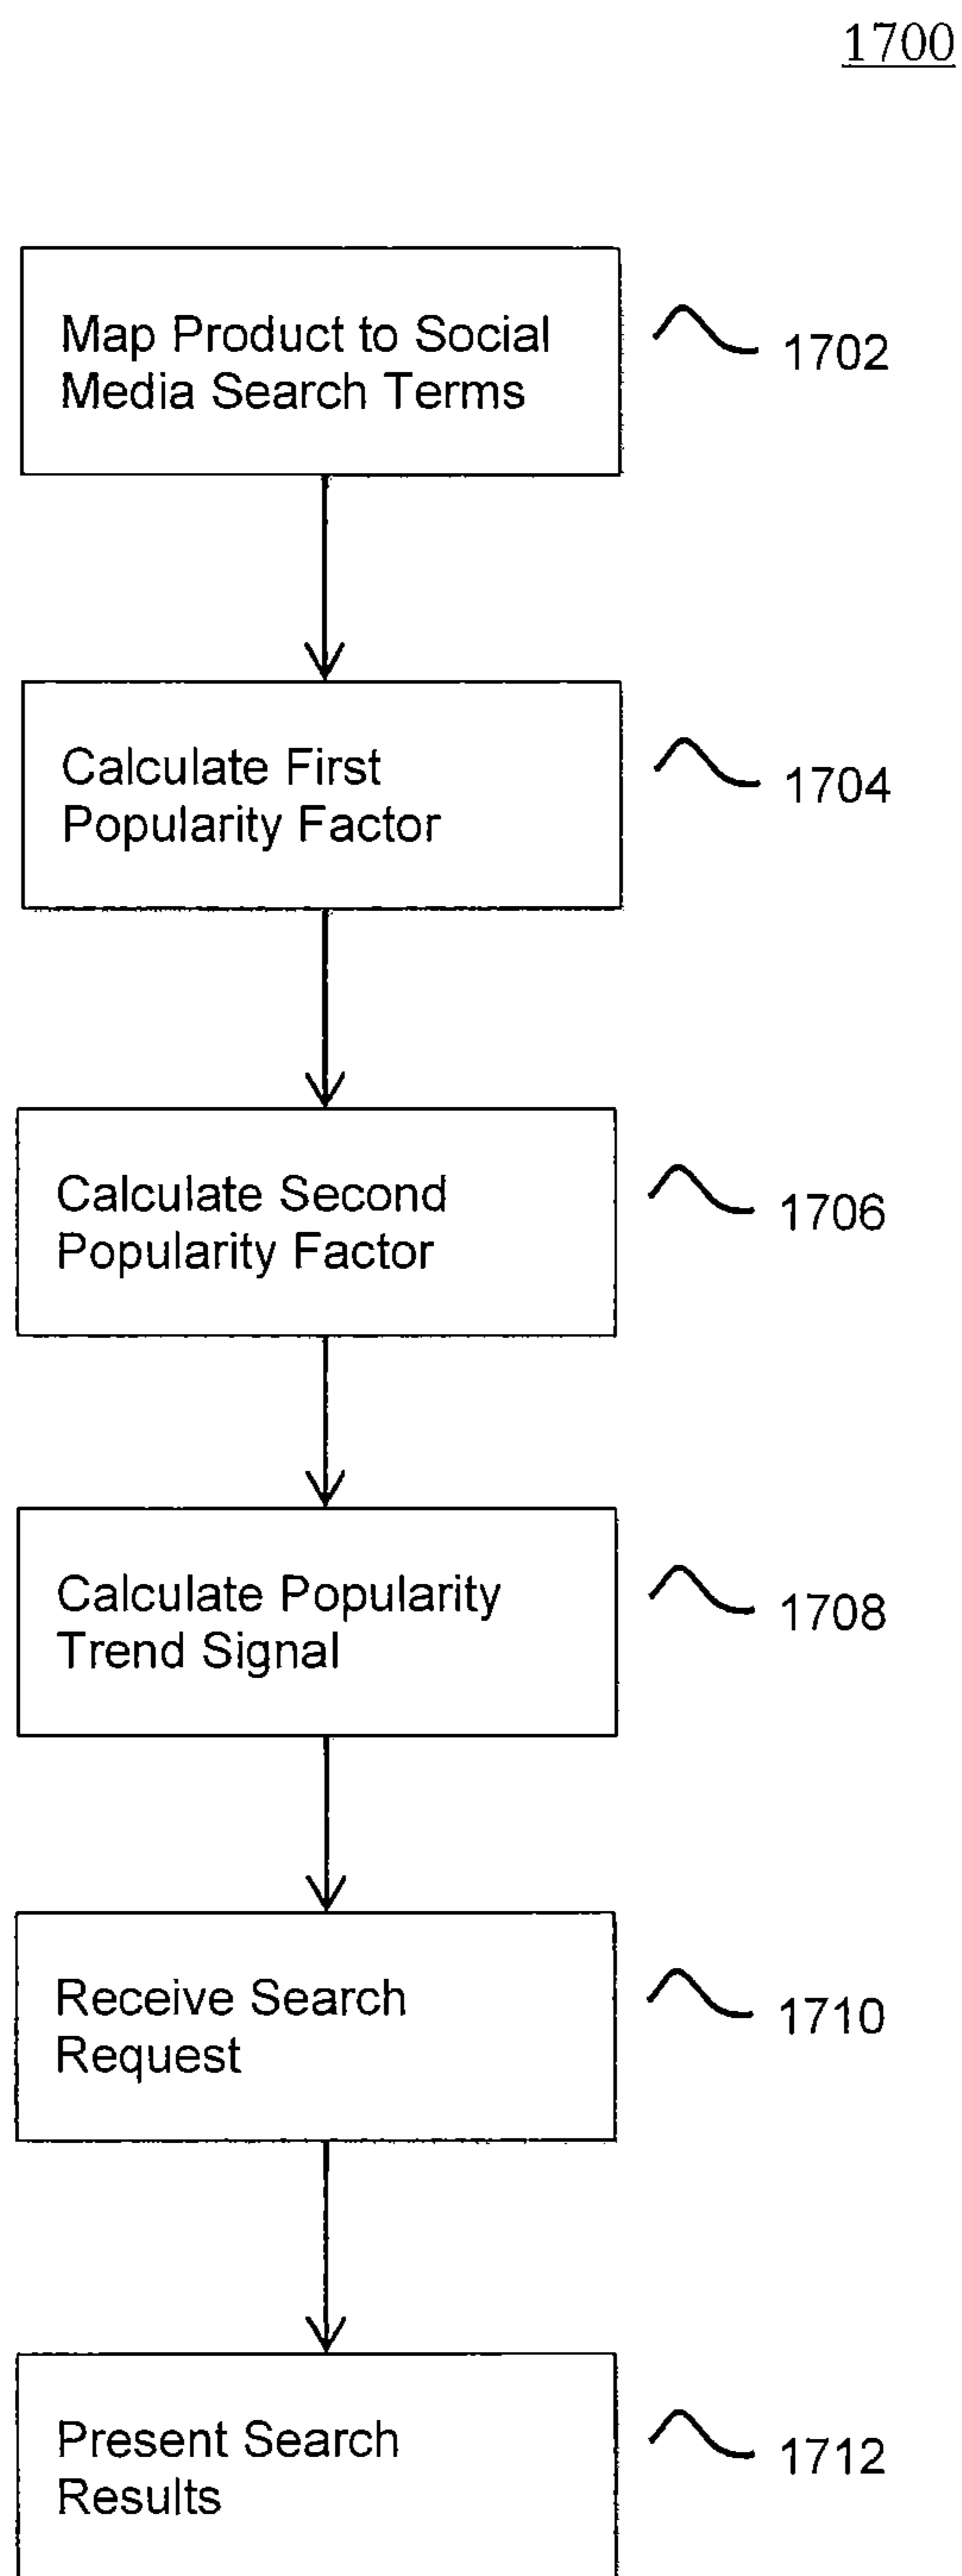 1700
Map Product to Social
Media Search Terms
1702
Calculate First
Popularity Factor
1704
Calculate Second
Popularity Factor
1706
Calculate Popularity
Trend Signal
1708
Receive Search
Request
1710
Present Search
Results
1712